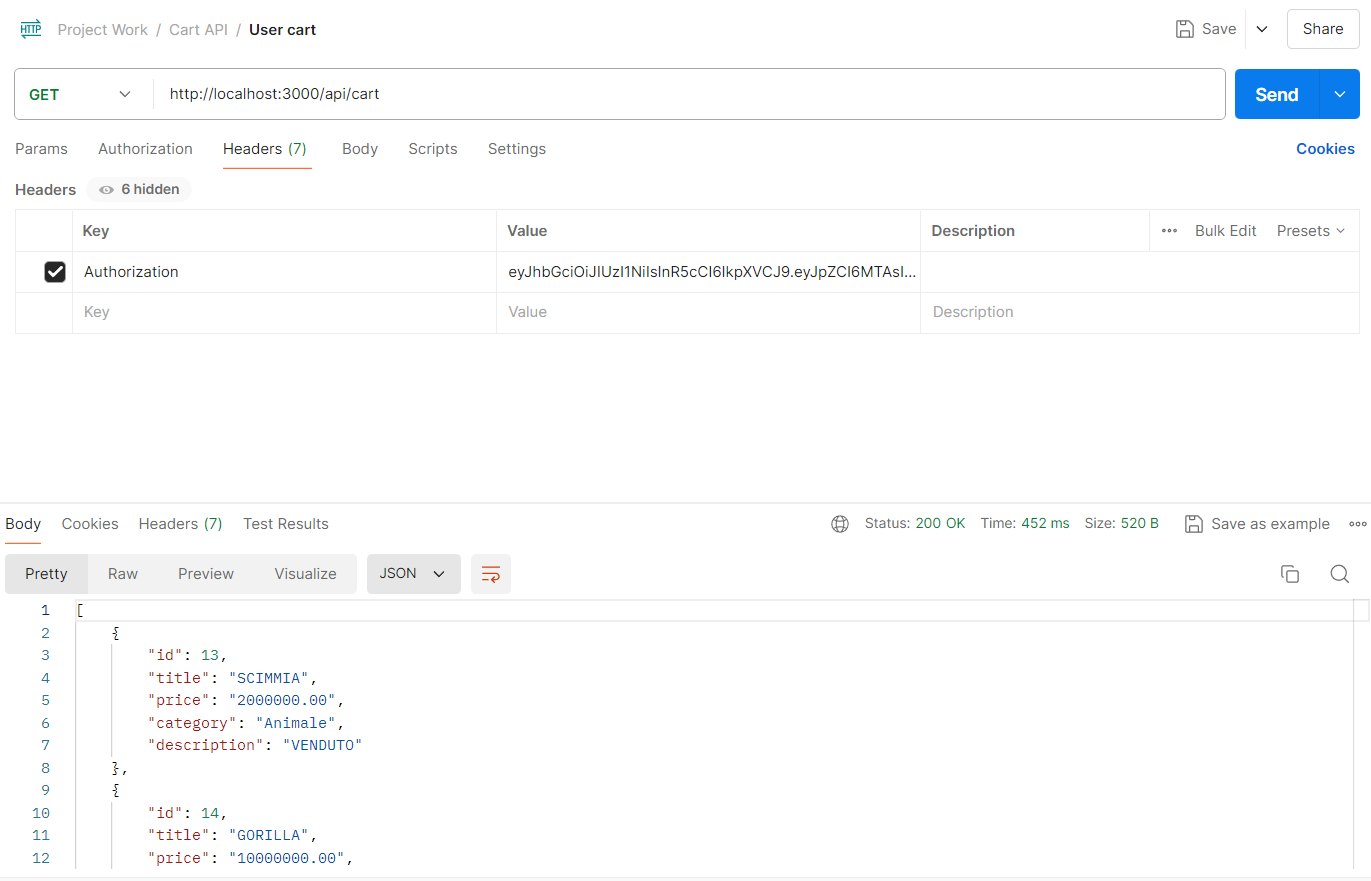 HTTP Project Work / Cart API / User cart Save Share
GET http://localhost:3000/api/cart Send
Params Authorization Headers (7) Body Scripts Settings Cookies
Headers 6 hidden
Key Value Description Bulk Edit Presets
Authorization eyJhbGciOiJIUzI1NiIsInR5cCI6IkpXVCJ9.eyJpZCI6MTAsI...
Key Value Description
Body Cookies Headers (7) Test Results Status: 200 OK Time: 452 ms Size: 520 B Save as example
Pretty Raw Preview Visualize JSON
1 [
2 {
3 "id": 13,
4 "title": "SCIMMIA",
5 "price": "2000000.00",
6 "category": "Animale",
7 "description": "VENDUTO"
8 },
9 {
10 "id": 14,
11 "title": "GORILLA",
12 "price": "10000000.00",